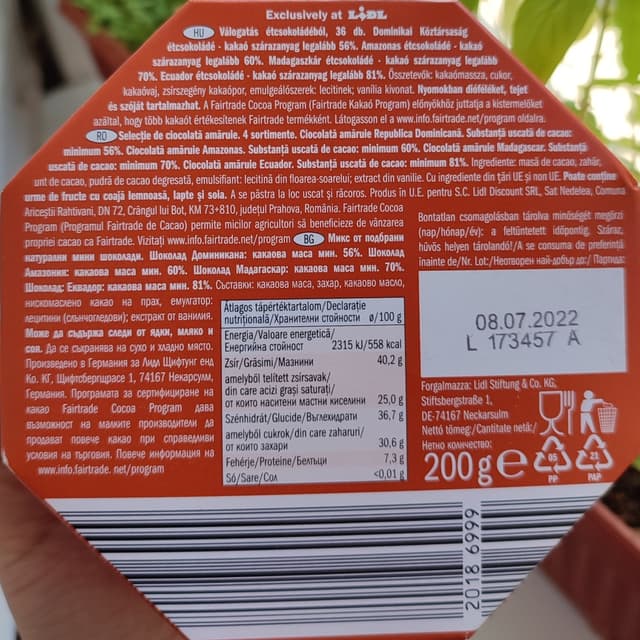 Exclusively at LIDL
HU Válogatás étcsokoládéból, 36 db. Dominikai Köztársaság
étcsokoládé - kakaó szárazanyag legalább 56%. Amazonas étcsokoládé - kakaó
szárazanyag legalább 60%. Madagaszkár étcsokoládé - kakaó szárazanyag legalább
70%. Ecuador étcsokoládé - kakaó szárazanyag legalább 81%. Összetevők: kakaómassza, cukor,
kakaóvaj, zsírszegény kakaópor, emulgeálószerek: lecitinek; vanília kivonat. Nyomokban dióféléket, tejet
és szóját tartalmazhat. A Fairtrade Cocoa Program (Fairtrade Kakaó Program) előnyökhöz juttatja a kistermelőket
azáltal, hogy több kakaót értékesítenek Fairtrade termékként. Látogasson el a www.info.fairtrade.net/program oldalra.
RO Selecție de ciocolată amăruie. 4 sortimente. Ciocolată amăruie Republica Dominicană. Substanță uscată de cacao:
minimum 56%. Ciocolată amăruie Amazonas. Substanță uscată de cacao: minimum 60%. Ciocolată amăruie Madagascar. Substanță
uscată de cacao: minimum 70%. Ciocolată amăruie Ecuador. Substanță uscată de cacao: minimum 81%. Ingrediente: masă de cacao, zahăr,
unt de cacao, pudră de cacao degresată, emulsifiant: lecitină din floarea-soarelui; extract din vanilie. Cu ingrediente din țări UE și non UE. Poate conține
urme de fructe cu coajă lemnoasă, lapte și soia. A se păstra la loc uscat și răcoros. Produs în U.E. pentru S.C. Lidl Discount SRL, Sat Nedelea, Comuna
Ariceștii Rahtivani, DN 72, Crângul lui Bot, KM 73+810, județul Prahova, România. Fairtrade Cocoa
Program (Programul Fairtrade de Cacao) permite micilor agricultori să beneficieze de vânzarea
propriei cacao ca Fairtrade. Vizitați www.info.fairtrade.net/program BG Микс от подбрани
натурални мини шоколади. Шоколад Доминикана: какаова маса мин. 56%. Шоколад
Амазония: какаова маса мин. 60%. Шоколад Мадагаскар: какаова маса мин. 70%.
Шоколад: Еквадор: какаова маса мин. 81%. Съставки: какаова маса, захар, какаово масло,
нискомаслено какао на прах, емулгатор:
лецитини (слънчогледови); екстракт от ванилия.
Може да съдържа следи от ядки, мляко и
соя. Да се съхранява на сухо и хладно място.
Произведено в Германия за Лидл Щифтунг енд
Ко. КГ, Щифтсбергщрасе 1, 74167 Некарсулм,
Германия. Програмата за сертифициране на
какао Fairtrade Cocoa Program дава
възможност на малките производители да
продават повече какао при справедливи
условия на търговия. Повече информация на
www.info.fairtrade.net/program
Átlagos tápértéktartalom/Declarație
nutrițională/Хранителни стойности ø/100 g
Energia/Valoare energetică/
Енергийна стойност 2315 kJ/558 kcal
Zsír/Grăsimi/Мазнини 40,2 g
amelyből telített zsírsavak/
din care acizi grași saturați/
от които наситени мастни киселини 25,0 g
Szénhidrát/Glucide/Въглехидрати 36,7 g
amelyből cukrok/din care zaharuri/
от които захари 30,6 g
Fehérje/Proteine/Белтъци 7,3 g
Só/Sare/Сол <0,01 g
Bontatlan csomagolásban tárolva minőségét megőrzi
(nap/hónap/év): a feltüntetett időpontig. Száraz,
hűvös helyen tárolandó!/A se consuma de preferință
înainte de/Nr. Lot:/Неотворен най-добър до:/ Партида:
08.07.2022
L 173457 A
Forgalmazza: Lidl Stiftung & Co. KG,
Stiftsbergstraße 1,
DE-74167 Neckarsulm
Nettó tömeg:/Cantitate netă:/
Нетно количество:
200 g e
05
PP
21
PAP
2018 6999